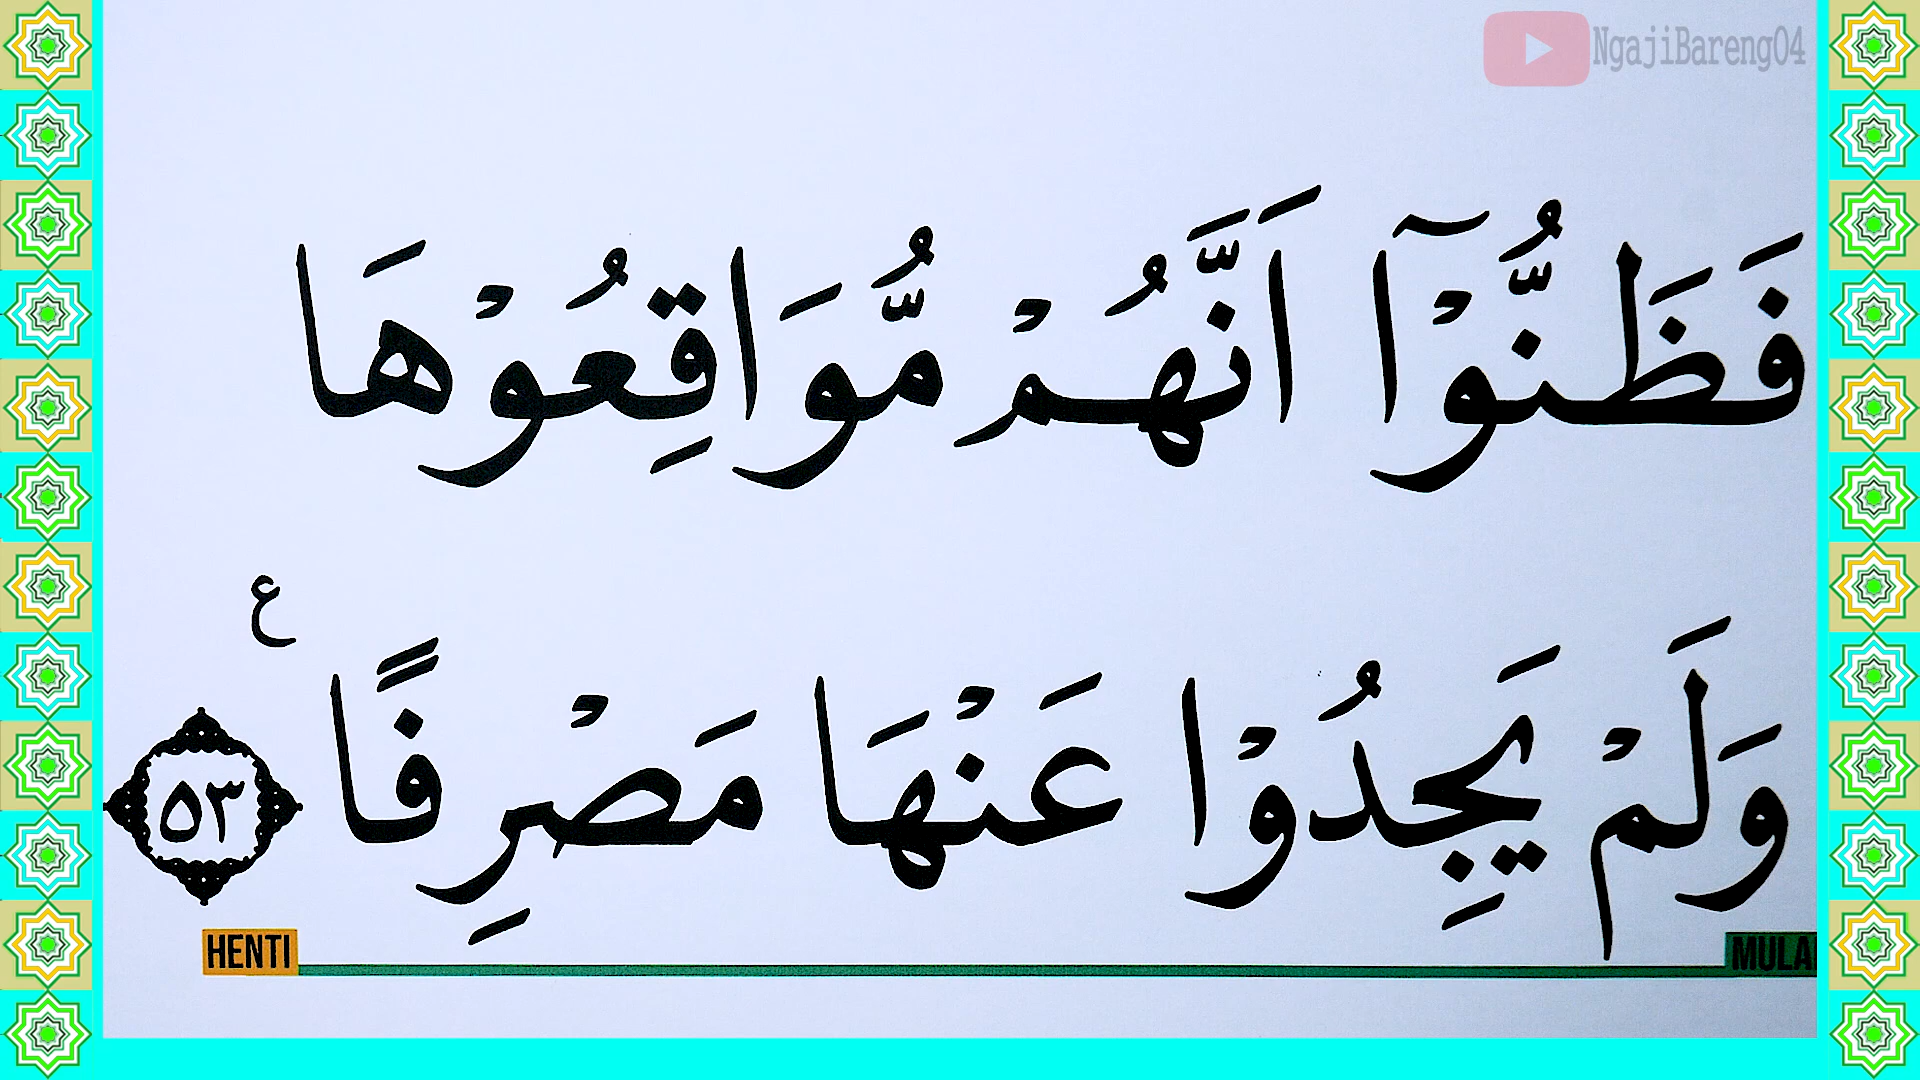 NgajiBareng04
فَظَنُّوْٓا اَنَّهُمْ مُّوَاقِعُوْهَا
وَلَمْ يَجِدُوْا عَنْهَا مَصْرِفًا ࣖ ٥٣
HENTI
MULA